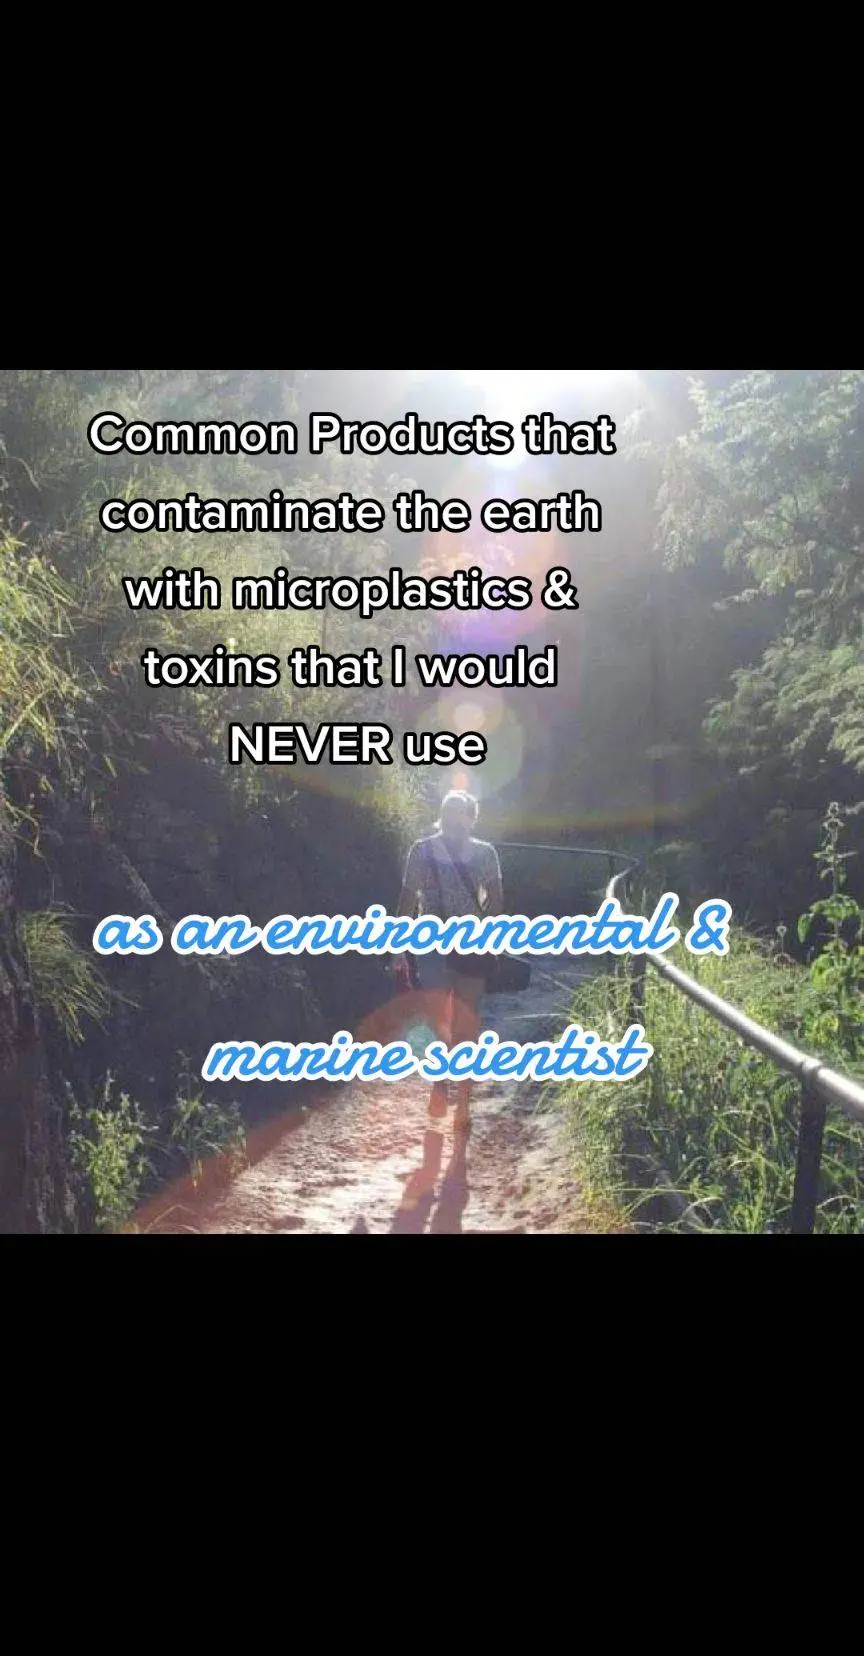 Common Products that
contaminate the earth
with microplastics &
toxins that I would
NEVER use
as an environmental &
marine scientist